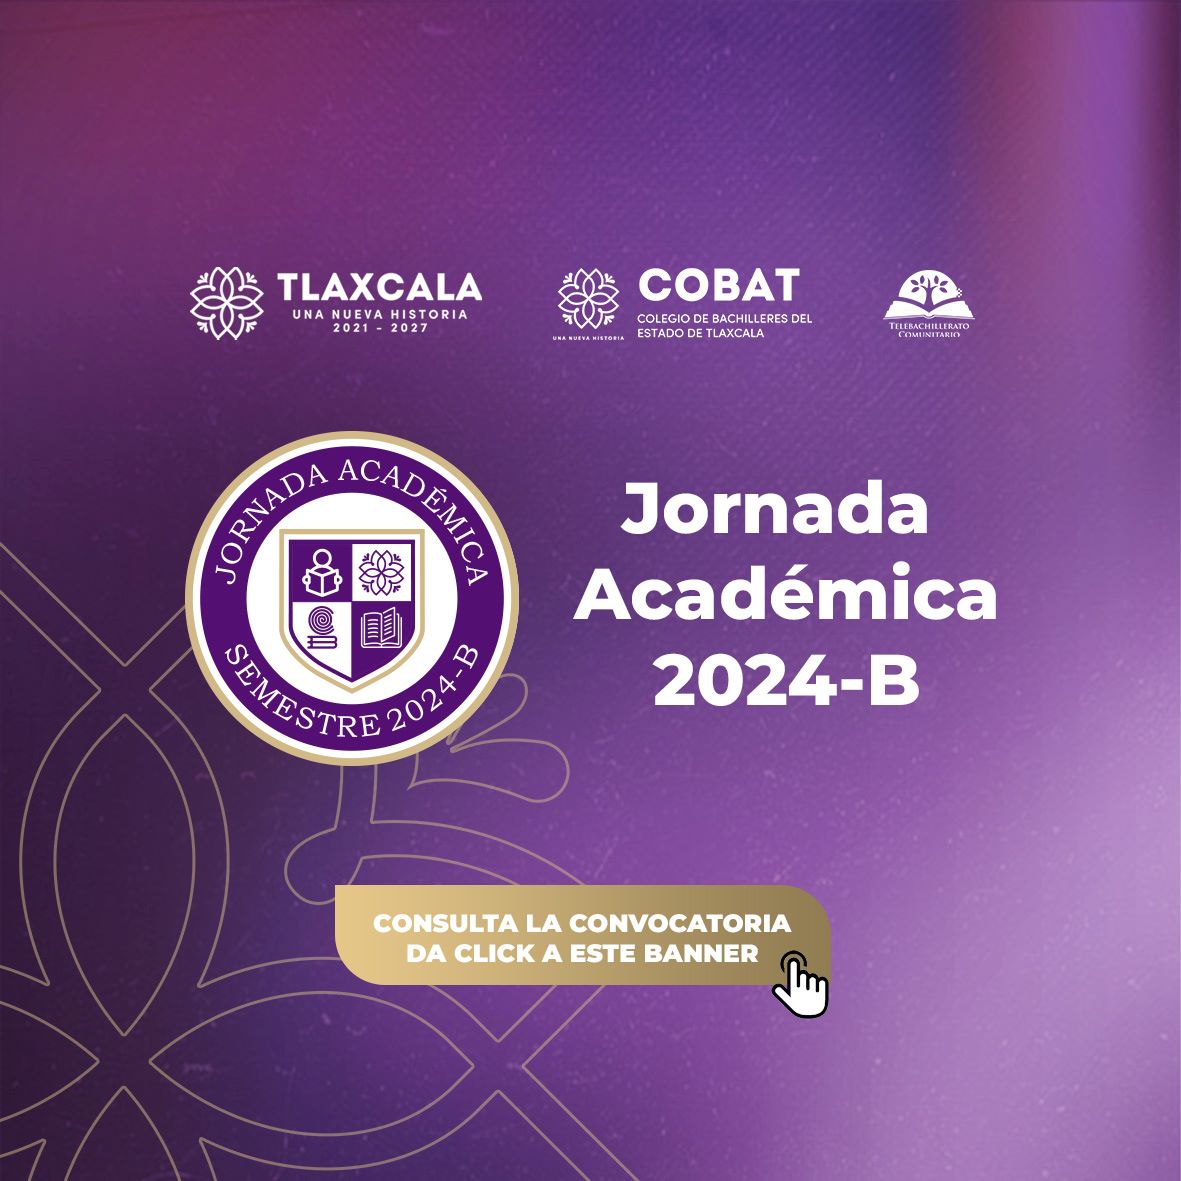 TLAXCALA
UNA NUEVA HISTORIA
2021 - 2027
UNA NUEVA HISTORIA
COBAT
COLEGIO DE BACHILLERES DEL
ESTADO DE TLAXCALA
TELEBACHILLERATO
COMUNITARIO
JORNADA ACADÉMICA
SEMESTRE 2024-B
Jornada
Académica
2024-B
CONSULTA LA CONVOCATORIA
DA CLICK A ESTE BANNER